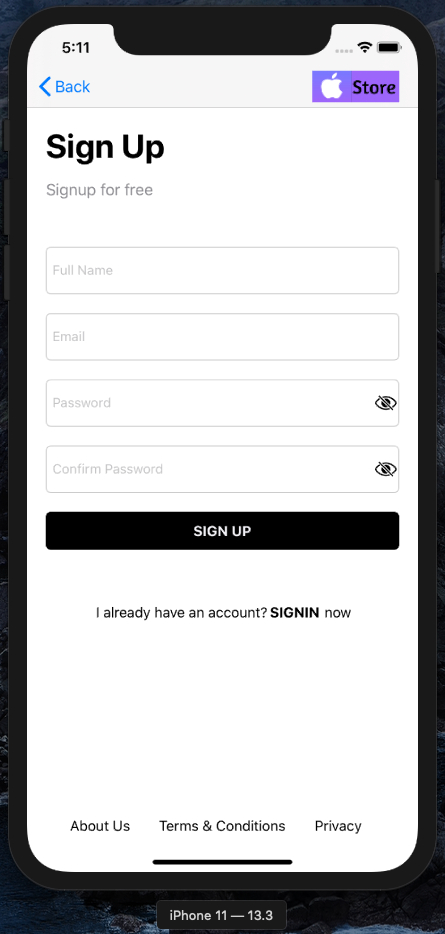 5:11
Back
Store
Sign Up
Signup for free
Full Name
Email
Password
Confirm Password
SIGN UP
I already have an account? SIGNIN now
About Us Terms & Conditions Privacy
iPhone 11 — 13.3